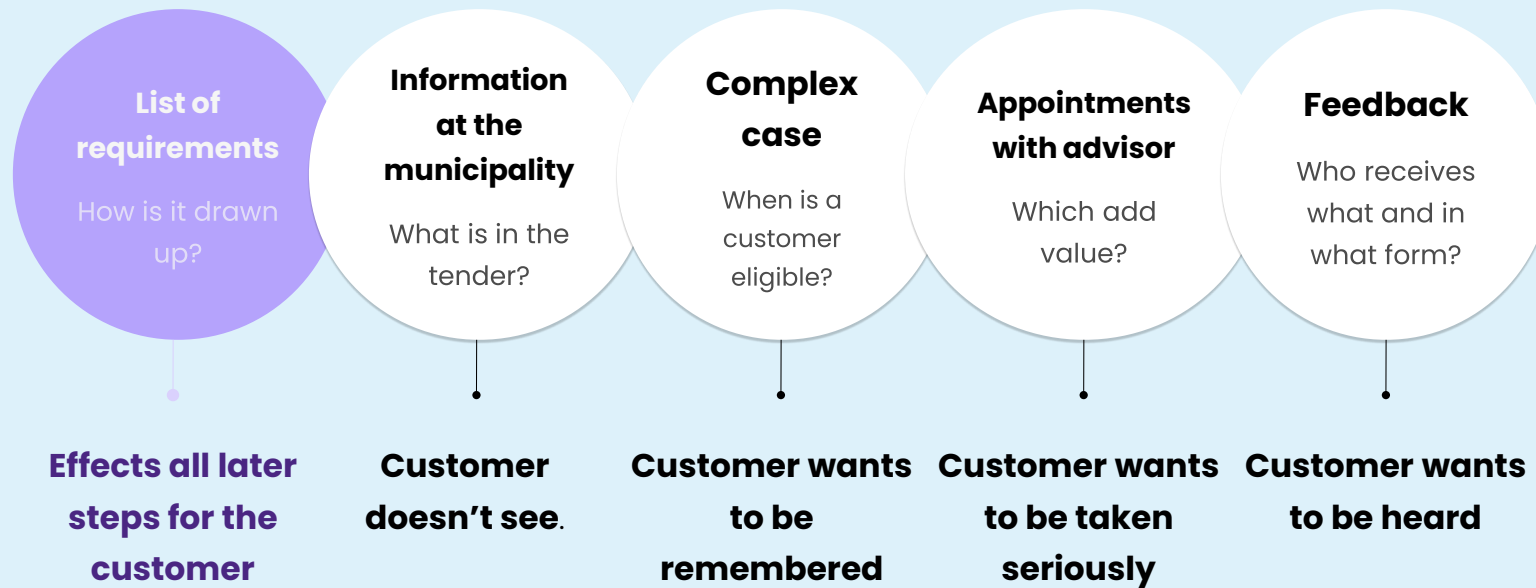 List of
requirements
How is it drawn
up?
Information
at the
municipality
What is in the
tender?
Complex
case
When is a
customer
eligible?
Appointments
with advisor
Which add
value?
Feedback
Who receives
what and in
what form?
Effects all later
steps for the
customer
Customer
doesn’t see.
Customer wants
to be
remembered
Customer wants
to be taken
seriously
Customer wants
to be heard